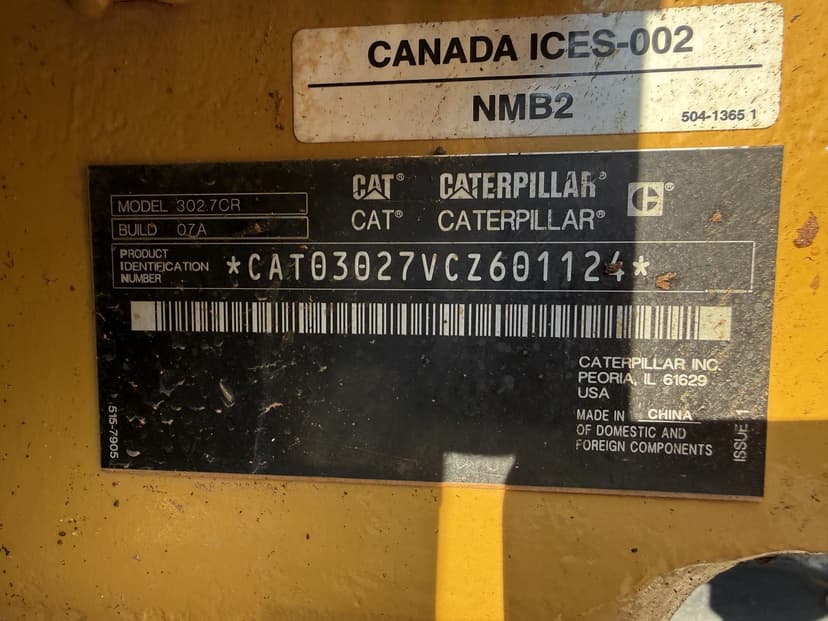 CANADA ICES-002
NMB2
504-1365 1
CAT® CATERPILLAR®
CAT® CATERPILLAR®
MODEL 302.7CR
BUILD 07A
PRODUCT
IDENTIFICATION
NUMBER
*CAT03027VCZ601124*
CATERPILLAR INC.
PEORIA, IL 61629
USA
MADE IN CHINA
OF DOMESTIC AND
FOREIGN COMPONENTS
515-7905
ISSUE 1